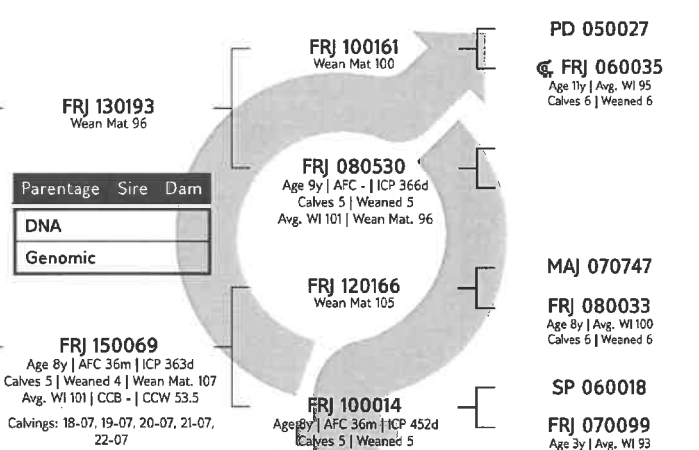 PD 050027
FRJ 100161
Wean Mat 100
FRJ 060035
Age 11y | Avg. WI 95
Calves 6 | Weaned 6
FRJ 130193
Wean Mat 96
FRJ 080530
Age 9y | AFC - | ICP 366d
Calves 5 | Weaned 5
Avg. WI 101 | Wean Mat. 96
Parentage Sire Dam
DNA
Genomic
MAJ 070747
FRJ 120166
Wean Mat 105
FRJ 080033
Age 8y | Avg. WI 100
Calves 6 | Weaned 6
FRJ 150069
Age 8y | AFC 36m | ICP 363d
Calves 5 | Weaned 4 | Wean Mat. 107
Avg. WI 101 | CCB - | CCW 53.5
Calvings: 18-07, 19-07, 20-07, 21-07,
22-07
SP 060018
FRJ 100014
Age 8y | AFC 36m | ICP 452d
Calves 5 | Weaned 5
FRJ 070099
Age 3y | Avg. WI 93